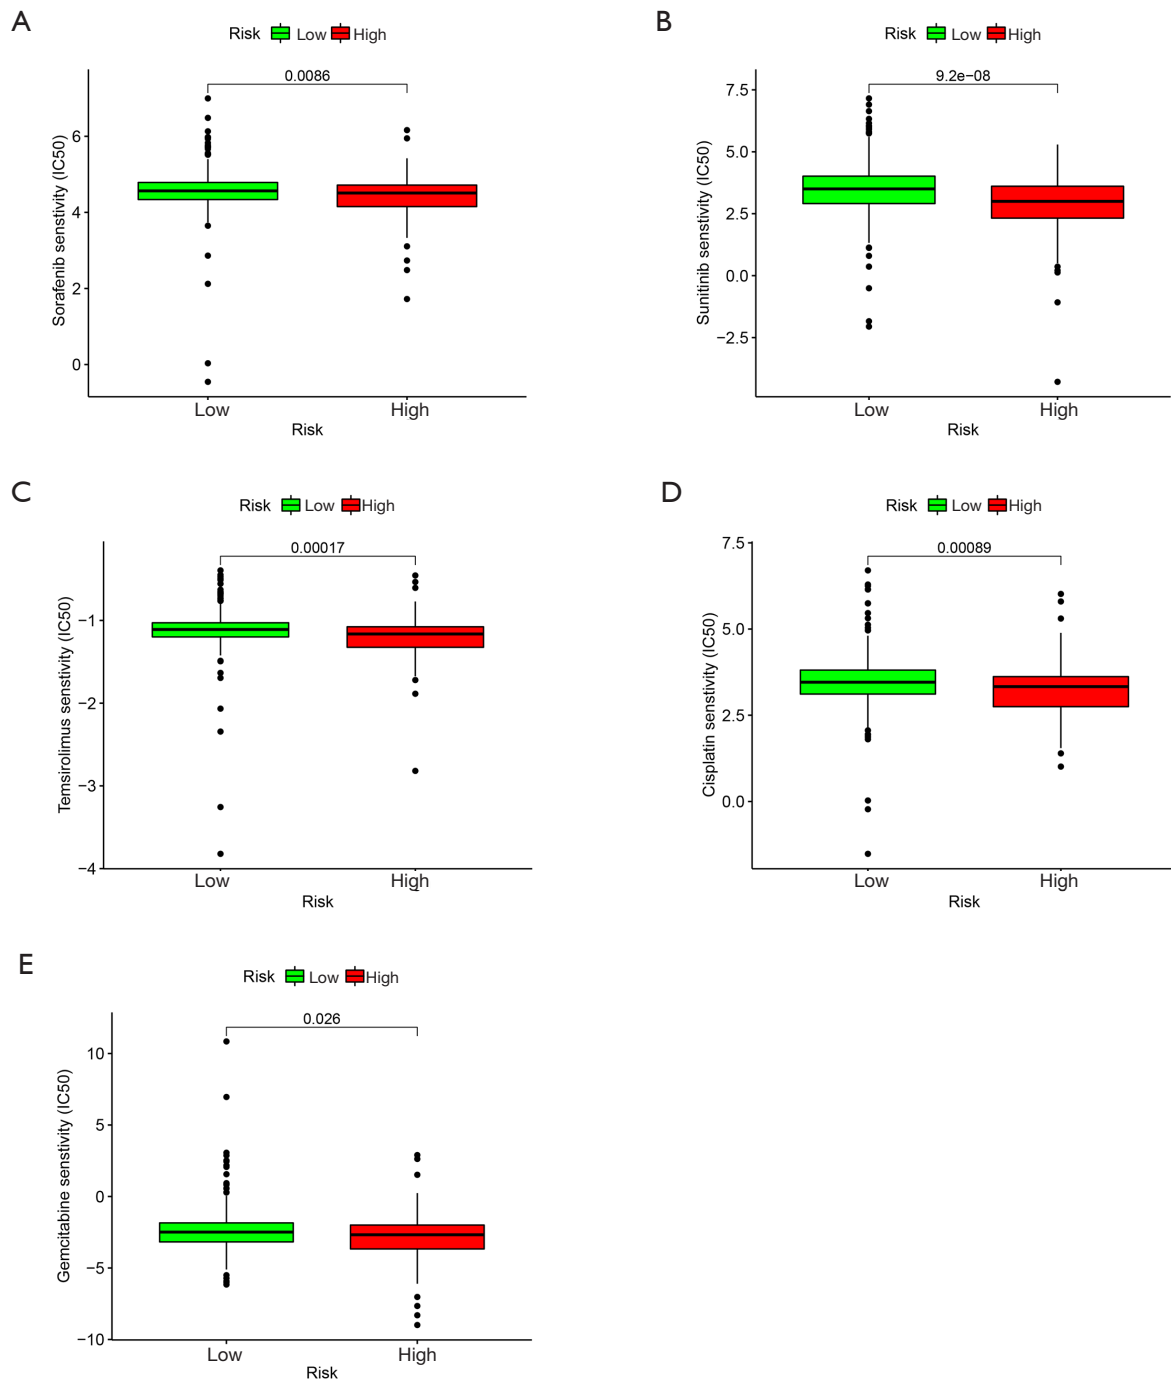 A
Risk Low High
0.0086
Sorafenib senstivity (IC50)
6
4
2
0
Low High
Risk
B
Risk Low High
9.2e−08
Sunitinib senstivity (IC50)
7.5
5.0
2.5
0.0
−2.5
Low High
Risk
C
Risk Low High
0.00017
Temsirolimus senstivity (IC50)
−1
−2
−3
−4
Low High
Risk
D
Risk Low High
0.00089
Cisplatin senstivity (IC50)
7.5
5.0
2.5
0.0
Low High
Risk
E
Risk Low High
0.026
Gemcitabine senstivity (IC50)
10
5
0
−5
−10
Low High
Risk